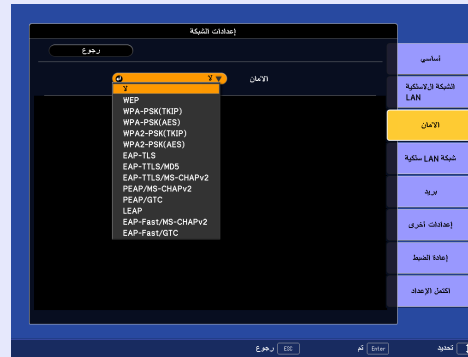 إعدادات الشبكة
رجوع
الأمان
لا
لا
WEP
WPA-PSK(TKIP)
WPA-PSK(AES)
WPA2-PSK(TKIP)
WPA2-PSK(AES)
EAP-TLS
EAP-TTLS/MD5
EAP-TTLS/MS-CHAPv2
PEAP/MS-CHAPv2
PEAP/GTC
LEAP
EAP-Fast/MS-CHAPv2
EAP-Fast/GTC
أساسي
الشبكة اللاسلكية
LAN
الأمان
شبكة LAN سلكية
بريد
إعدادات أخرى
إعادة الضبط
اكتمل الإعداد
تحديد
Enter تم
ESC رجوع